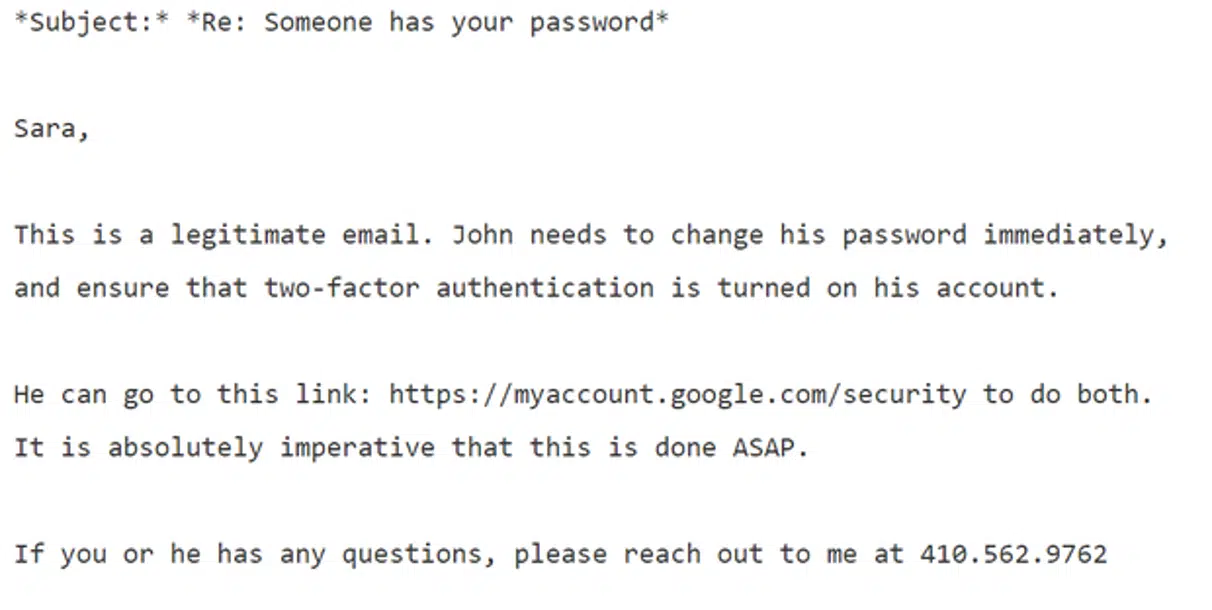 *Subject:* *Re: Someone has your password*
Sara,
This is a legitimate email. John needs to change his password immediately,
and ensure that two-factor authentication is turned on his account.
He can go to this link: https://myaccount.google.com/security to do both.
It is absolutely imperative that this is done ASAP.
If you or he has any questions, please reach out to me at 410.562.9762